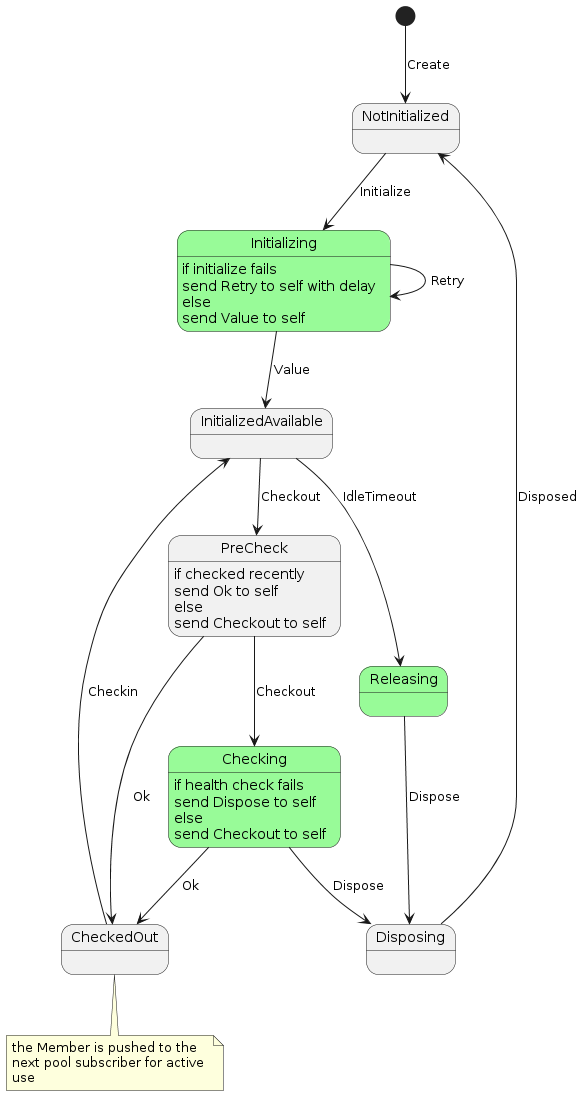 Create
NotInitialized
Initialize
Initializing
if initialize fails
send Retry to self with delay
else
send Value to self
Retry
Value
InitializedAvailable
Checkout
IdleTimeout
Disposed
PreCheck
if checked recently
send Ok to self
else
send Checkout to self
Releasing
Checkin
Checkout
Checking
if health check fails
send Dispose to self
else
send Checkout to self
Ok
Dispose
Ok
Dispose
CheckedOut
Disposing
the Member is pushed to the
next pool subscriber for active
use